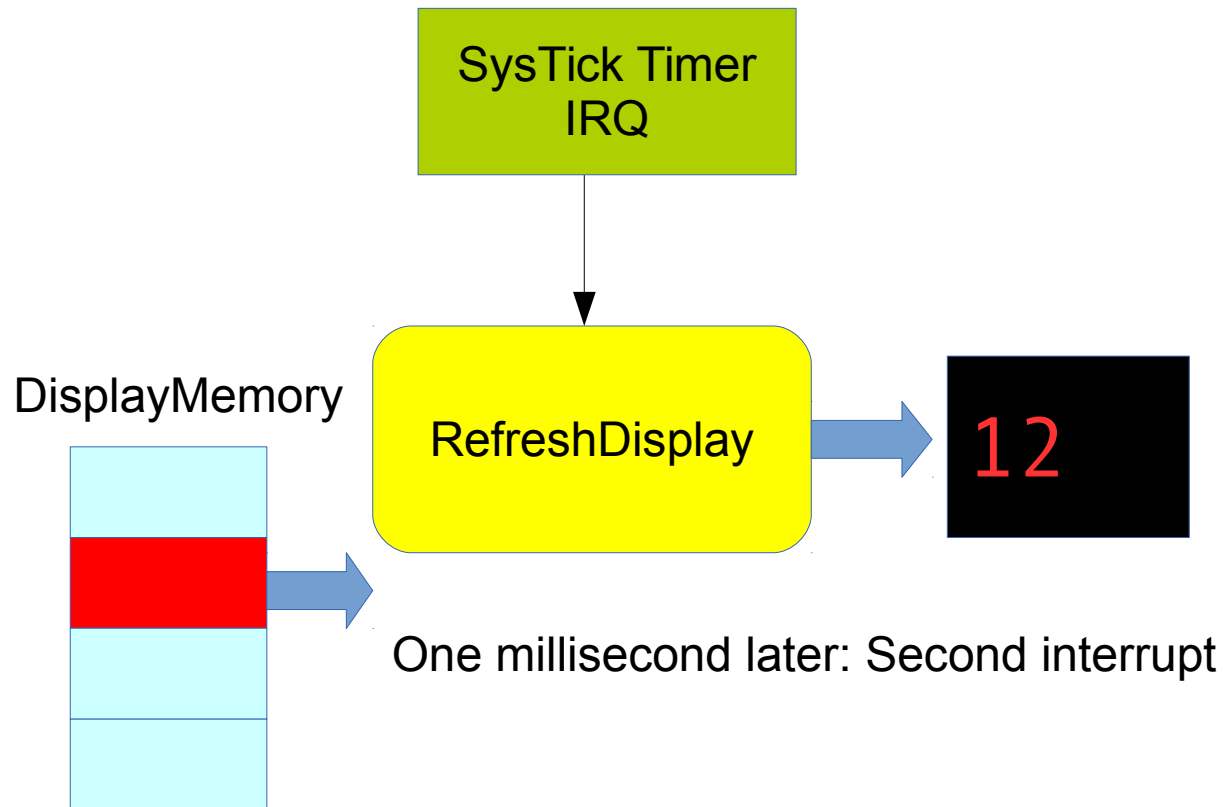 SysTick Timer
IRQ
DisplayMemory
RefreshDisplay
12
One millisecond later: Second interrupt